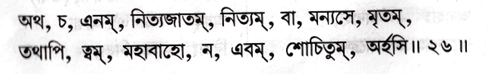 অথ, চ, এনম্, নিত্যজাতম্, নিত্যম্, বা, মন্যসে, মৃতম্,
তথাপি, ত্বম্, মহাবাহো, ন, এবম্, শোচিতুম্, অর্হসি॥ ২৬॥